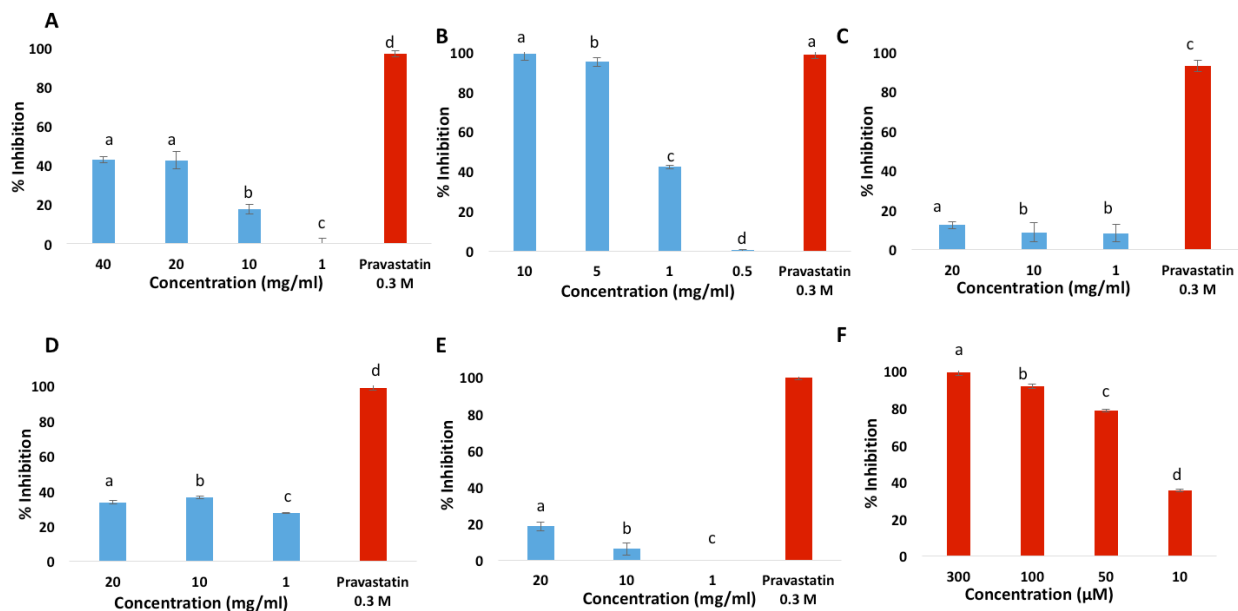 A
% Inhibition
100
80
60
40
20
0
a
a
b
c
d
40 20 10 1 Pravastatin
0.3 M
Concentration (mg/ml)
B
% Inhibition
100
80
60
40
20
0
a
b
c
d
a
10 5 1 0.5 Pravastatin
0.3 M
Concentration (mg/ml)
C
% Inhibition
100
80
60
40
20
0
a
b
b
c
20 10 1 Pravastatin
0.3 M
Concentration (mg/ml)
D
% Inhibition
100
80
60
40
20
0
a
b
c
d
20 10 1 Pravastatin
0.3 M
Concentration (mg/ml)
E
% Inhibition
100
80
60
40
20
0
a
b
c
20 10 1 Pravastatin
0.3 M
Concentration (mg/ml)
F
% Inhibition
100
80
60
40
20
0
a
b
c
d
300 100 50 10
Concentration (μM)